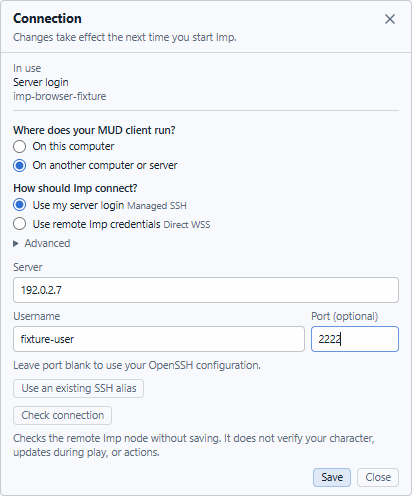 Connection
Changes take effect the next time you start Imp.
In use
Server login
imp-browser-fixture
Where does your MUD client run?
On this computer
On another computer or server
How should Imp connect?
Use my server login Managed SSH
Use remote Imp credentials Direct WSS
Advanced
Server
192.0.2.7
Username Port (optional)
fixture-user 2222
Leave port blank to use your OpenSSH configuration.
Use an existing SSH alias
Check connection
Checks the remote Imp node without saving. It does not verify your character,
updates during play, or actions.
Save Close